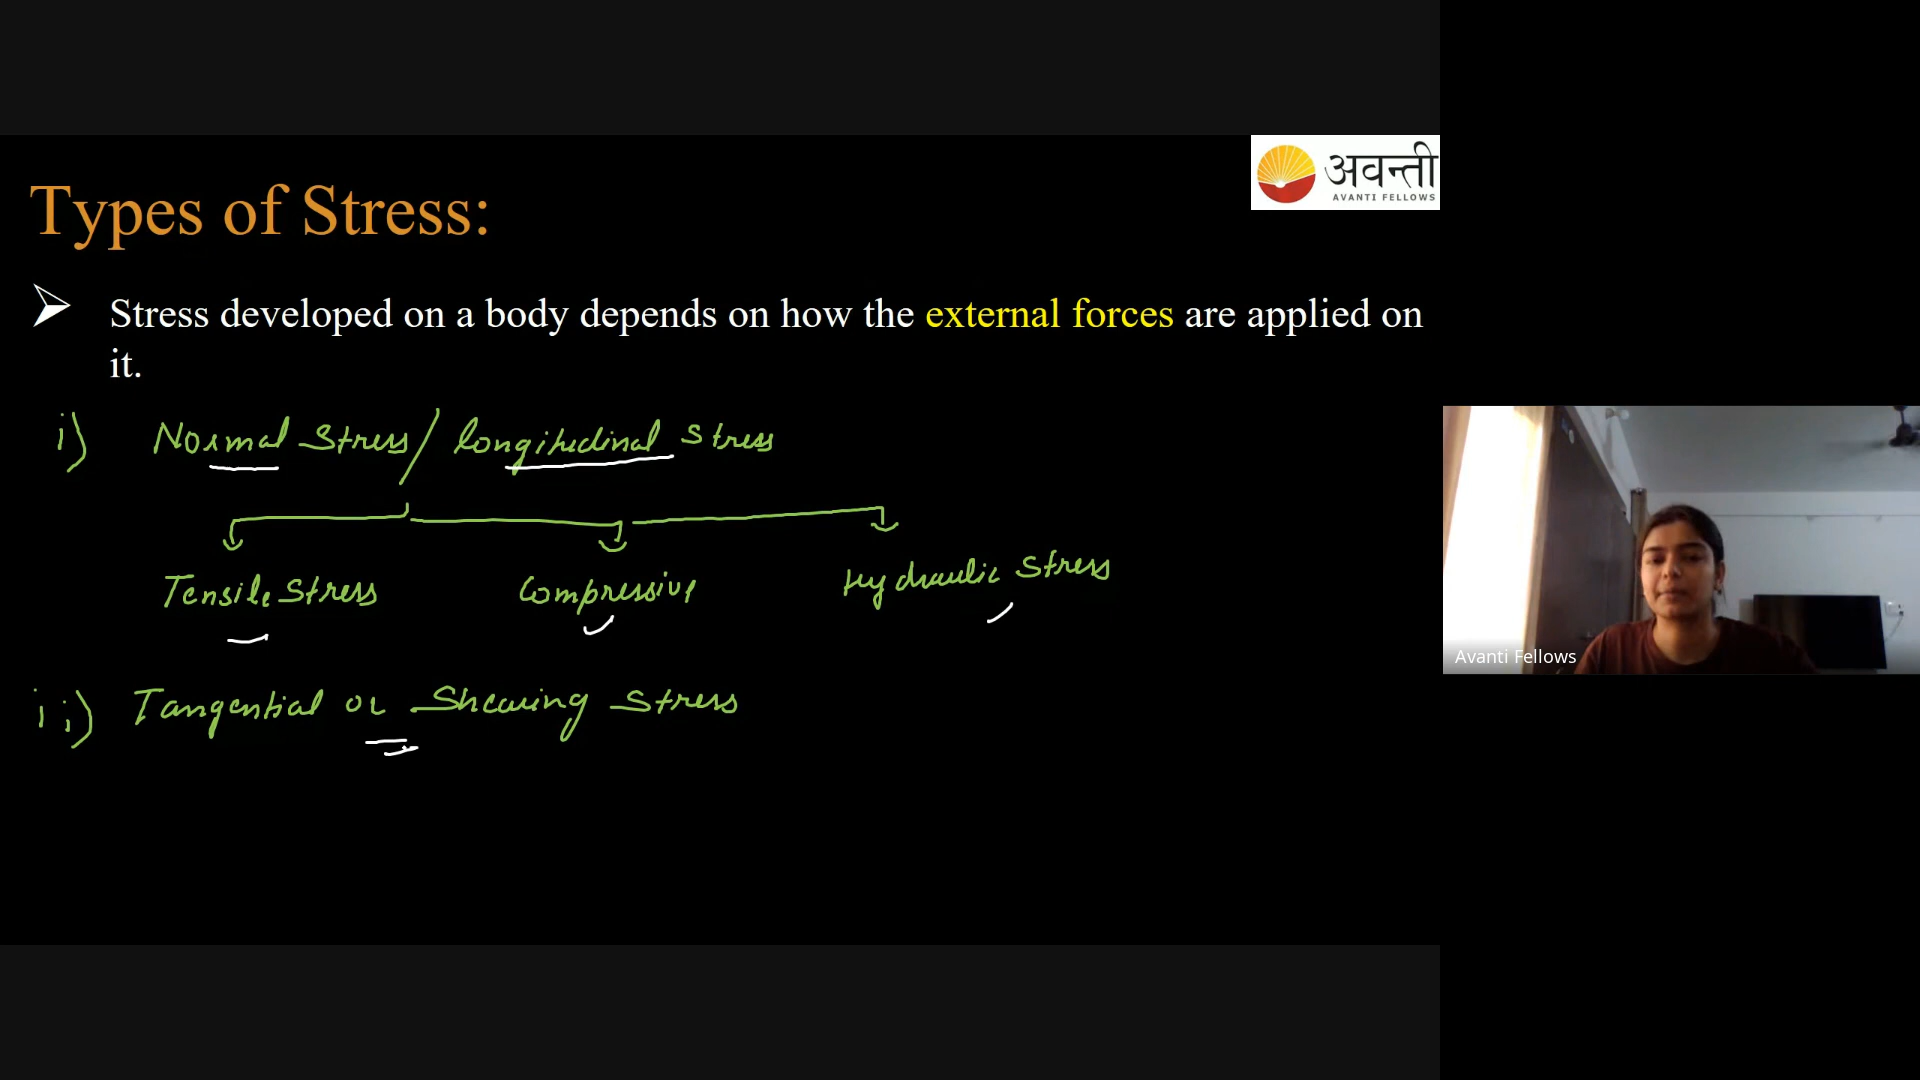 अवन्ती
AVANTI FELLOWS
Types of Stress:
Stress developed on a body depends on how the external forces are applied on
it.
i) Normal Stress / longitudinal stress
Tensile Stress Compressive Hydraulic Stress
ii) Tangential or Shearing Stress
Avanti Fellows